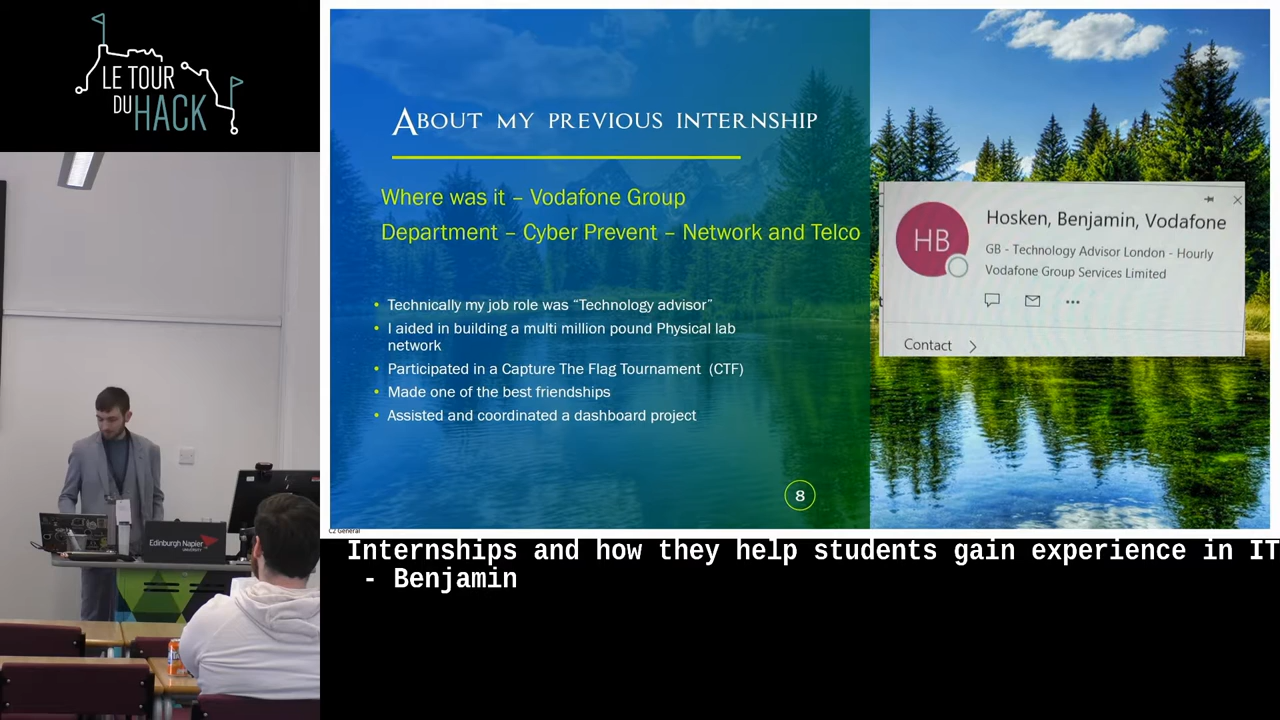 LE TOUR
DU HACK
About my previous internship
Where was it – Vodafone Group
Department – Cyber Prevent – Network and Telco
• Technically my job role was “Technology advisor”
• I aided in building a multi million pound Physical lab
network
• Participated in a Capture The Flag Tournament (CTF)
• Made one of the best friendships
• Assisted and coordinated a dashboard project
8
HB
Hosken, Benjamin, Vodafone
GB - Technology Advisor London - Hourly
Vodafone Group Services Limited
Contact
C2 General
Edinburgh Napier
UNIVERSITY
Internships and how they help students gain experience in IT
- Benjamin